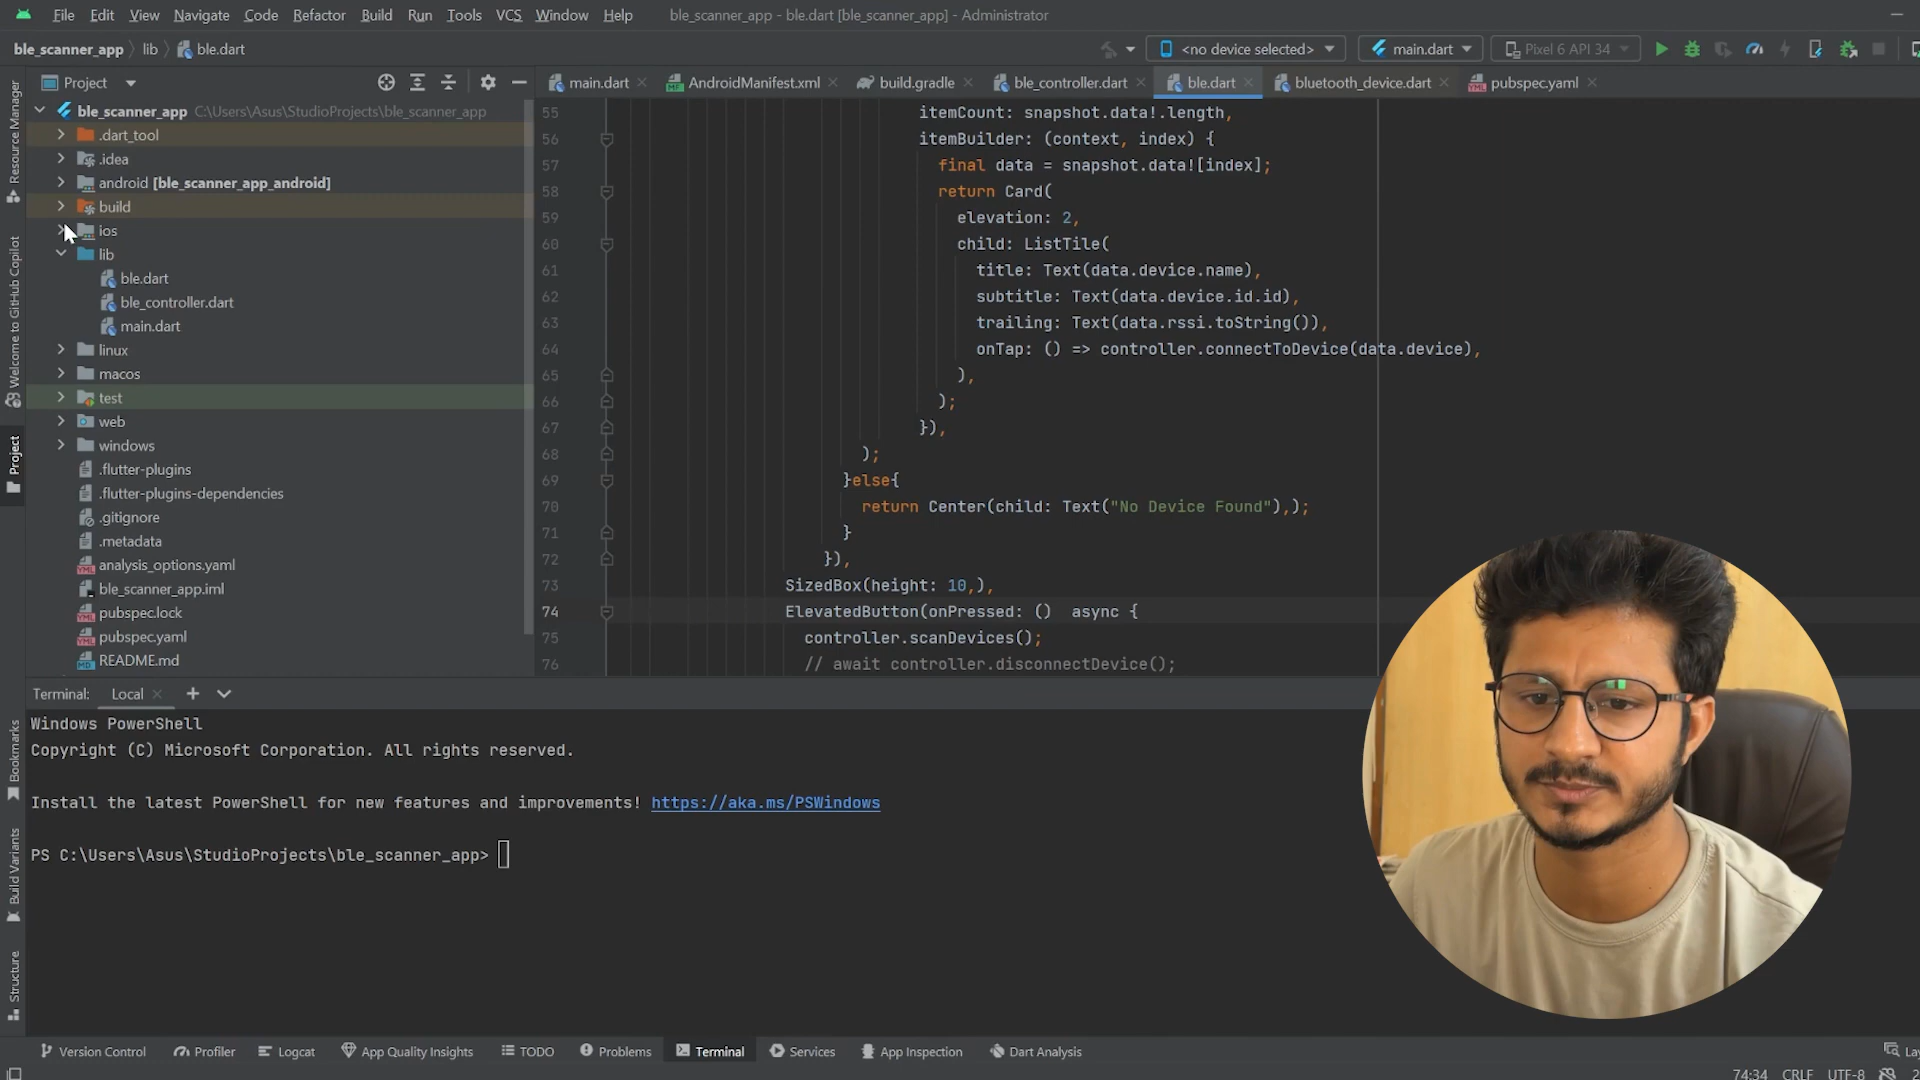 File Edit View Navigate Code Refactor Build Run Tools VCS Window Help ble_scanner_app - ble.dart [ble_scanner_app] - Administrator
ble_scanner_app lib ble.dart <no device selected> main.dart Pixel 6 API 34
Project main.dart AndroidManifest.xml build.gradle ble_controller.dart ble.dart bluetooth_device.dart pubspec.yaml
Resource Manager
Welcome to GitHub Copilot
Project
Bookmarks
Build Variants
Structure
ble_scanner_app C:\Users\Asus\StudioProjects\ble_scanner_app
.dart_tool
.idea
android [ble_scanner_app_android]
build
ios
lib
ble.dart
ble_controller.dart
main.dart
linux
macos
test
web
windows
.flutter-plugins
.flutter-plugins-dependencies
.gitignore
.metadata
analysis_options.yaml
ble_scanner_app.iml
pubspec.lock
pubspec.yaml
README.md
55 itemCount: snapshot.data!.length,
56 itemBuilder: (context, index) {
57 final data = snapshot.data![index];
58 return Card(
59 elevation: 2,
60 child: ListTile(
61 title: Text(data.device.name),
62 subtitle: Text(data.device.id.id),
63 trailing: Text(data.rssi.toString()),
64 onTap: () => controller.connectToDevice(data.device),
65 ),
66 );
67 }),
68 );
69 }else{
70 return Center(child: Text("No Device Found"),);
71 }
72 }),
73 SizedBox(height: 10,),
74 ElevatedButton(onPressed: () async {
75 controller.scanDevices();
76 // await controller.disconnectDevice();
Terminal: Local
Windows PowerShell
Copyright (C) Microsoft Corporation. All rights reserved.
Install the latest PowerShell for new features and improvements! https://aka.ms/PSWindows
PS C:\Users\Asus\StudioProjects\ble_scanner_app>
Version Control Profiler Logcat App Quality Insights TODO Problems Terminal Services App Inspection Dart Analysis
74:34 CRLF UTF-8